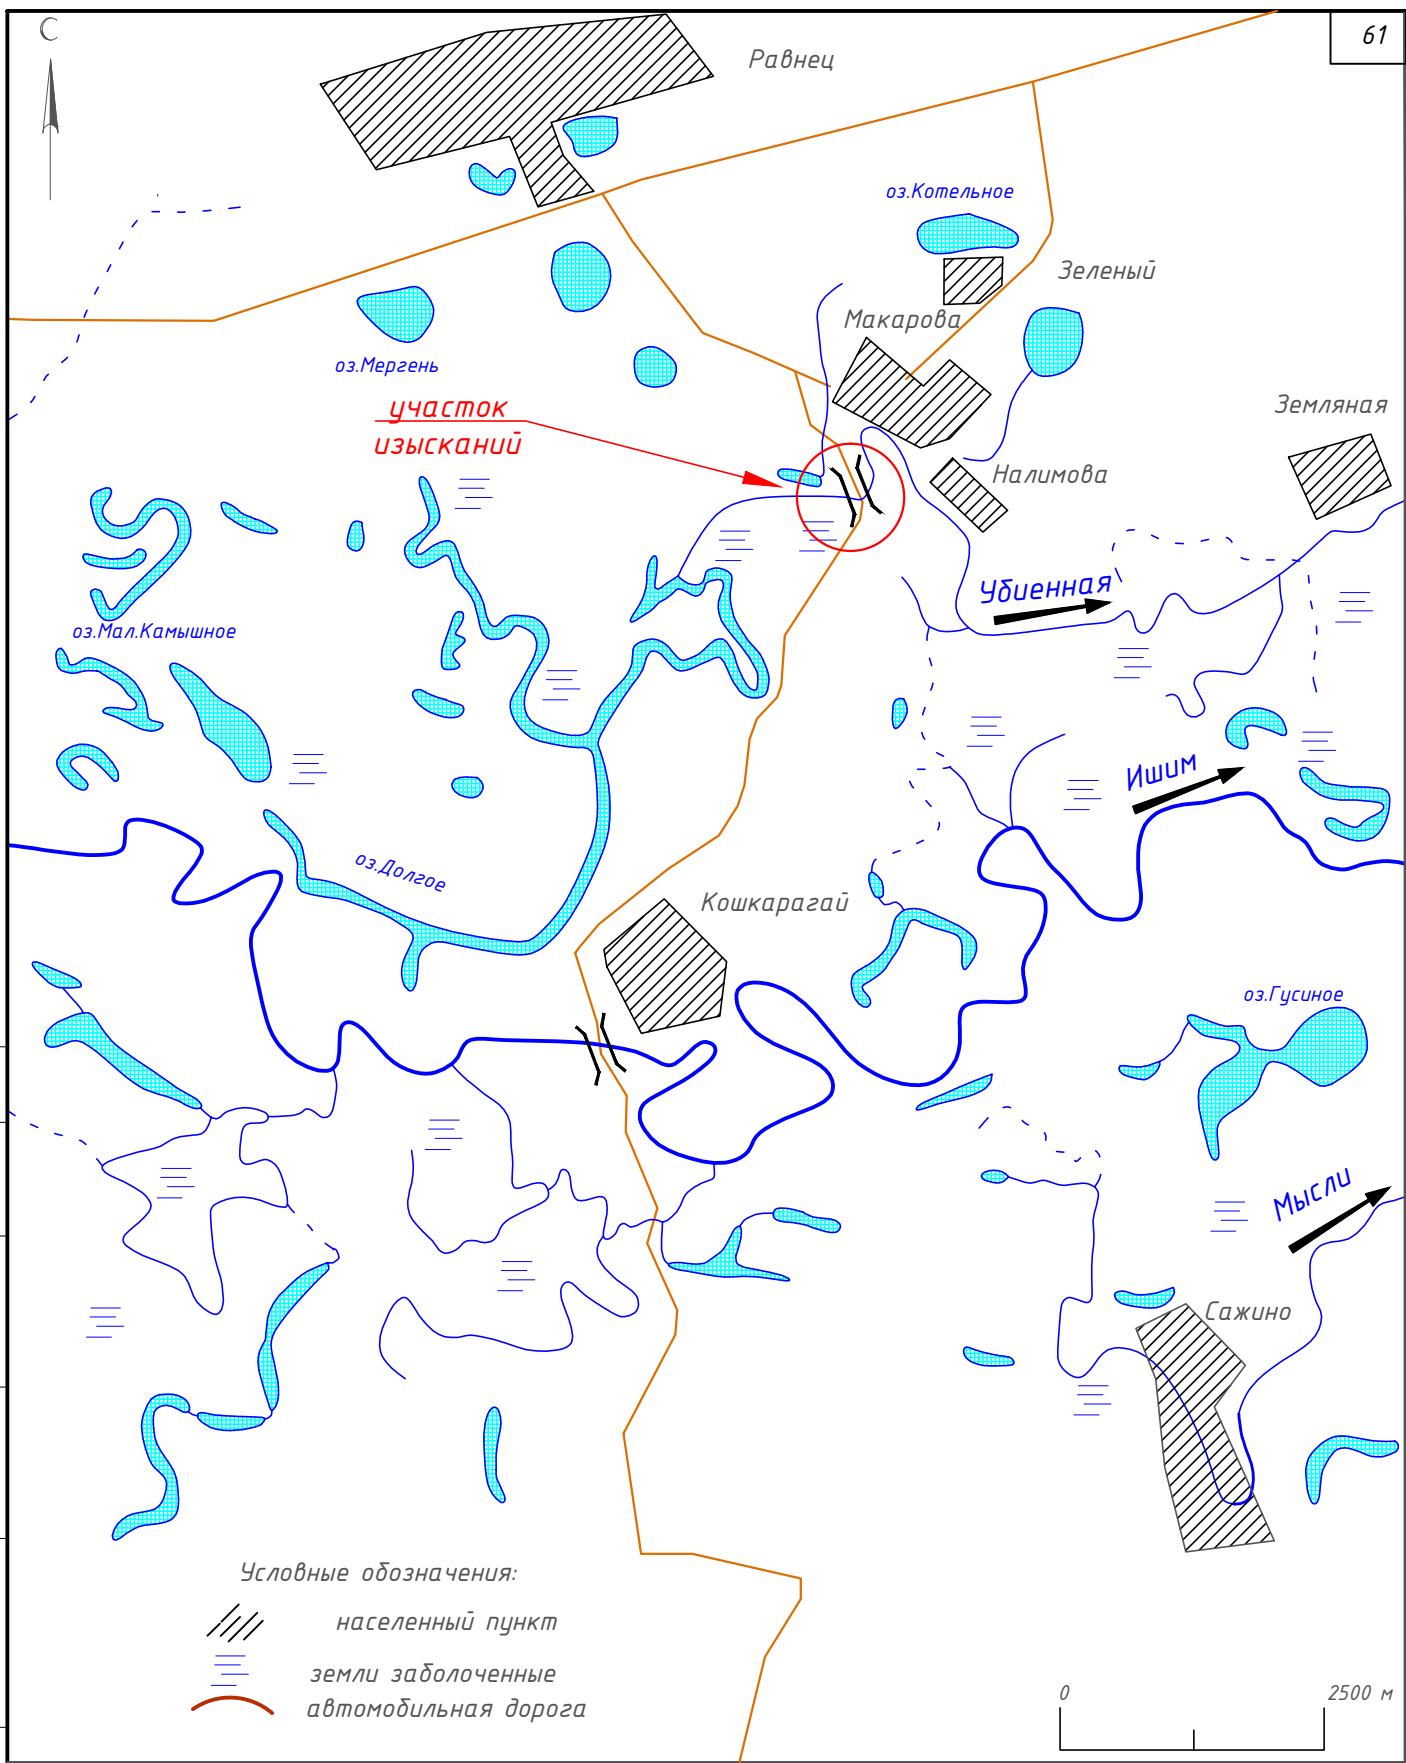 С
61
Равнец
оз.Котельное
Зеленый
Макарова
оз.Мергень
участок
изысканий
Земляная
Налимова
Убиенная
оз.Мал.Камышное
Ишим
оз.Долгое
Кошкарагай
оз.Гусиное
Мысли
Сажино
Условные обозначения:
населенный пункт
земли заболоченные
автомобильная дорога
0 2500 м